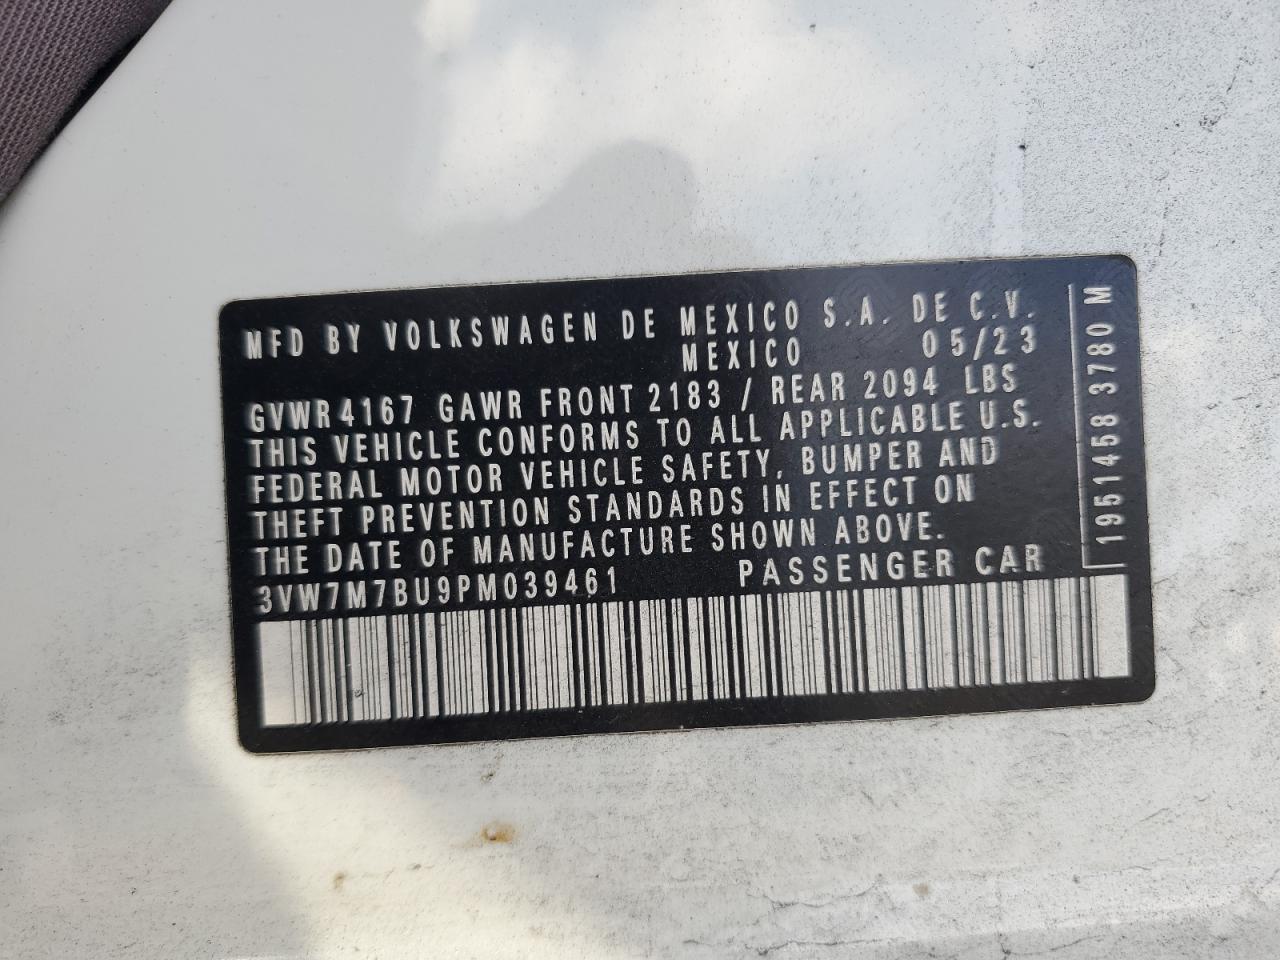 MFD BY VOLKSWAGEN DE MEXICO S.A. DE C.V.
MEXICO 05/23
GVWR 4167 GAWR FRONT 2183 / REAR 2094 LBS
THIS VEHICLE CONFORMS TO ALL APPLICABLE U.S.
FEDERAL MOTOR VEHICLE SAFETY, BUMPER AND
THEFT PREVENTION STANDARDS IN EFFECT ON
THE DATE OF MANUFACTURE SHOWN ABOVE.
3VW7M7BU9PM039461 PASSENGER CAR
1951458 3780 M